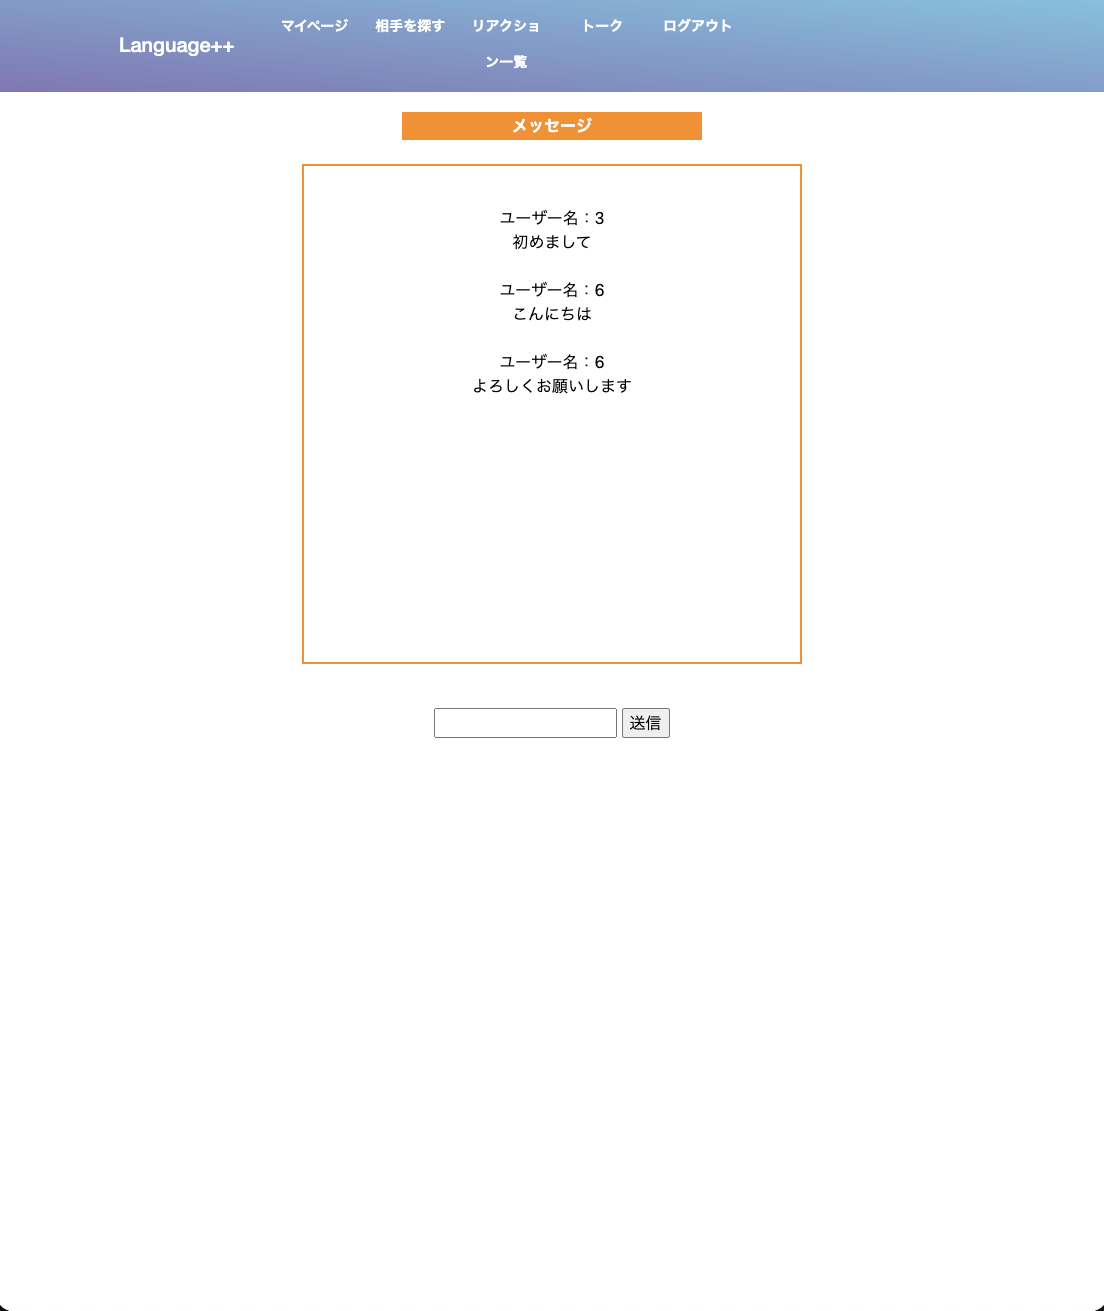 Language++
マイページ
相手を探す
リアクショ
ン一覧
トーク
ログアウト
メッセージ
ユーザー名：3
初めまして
ユーザー名：6
こんにちは
ユーザー名：6
よろしくお願いします
送信